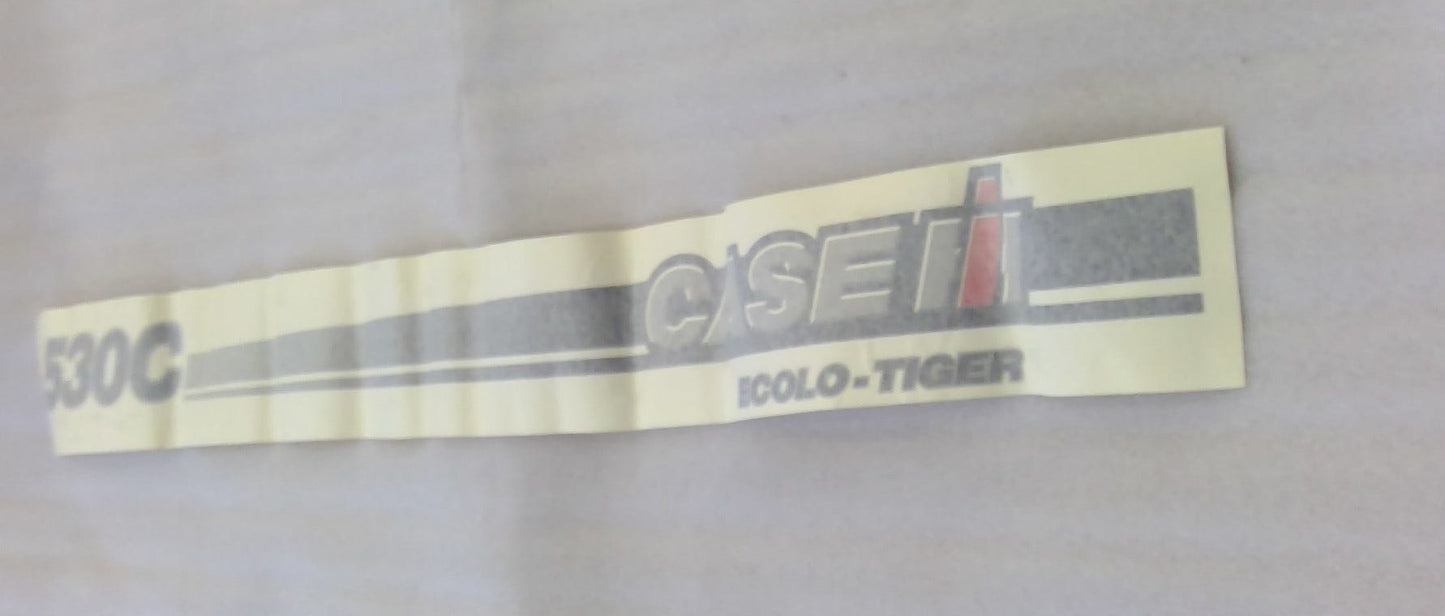 530C
CASE IH
ECOLO-TIGER